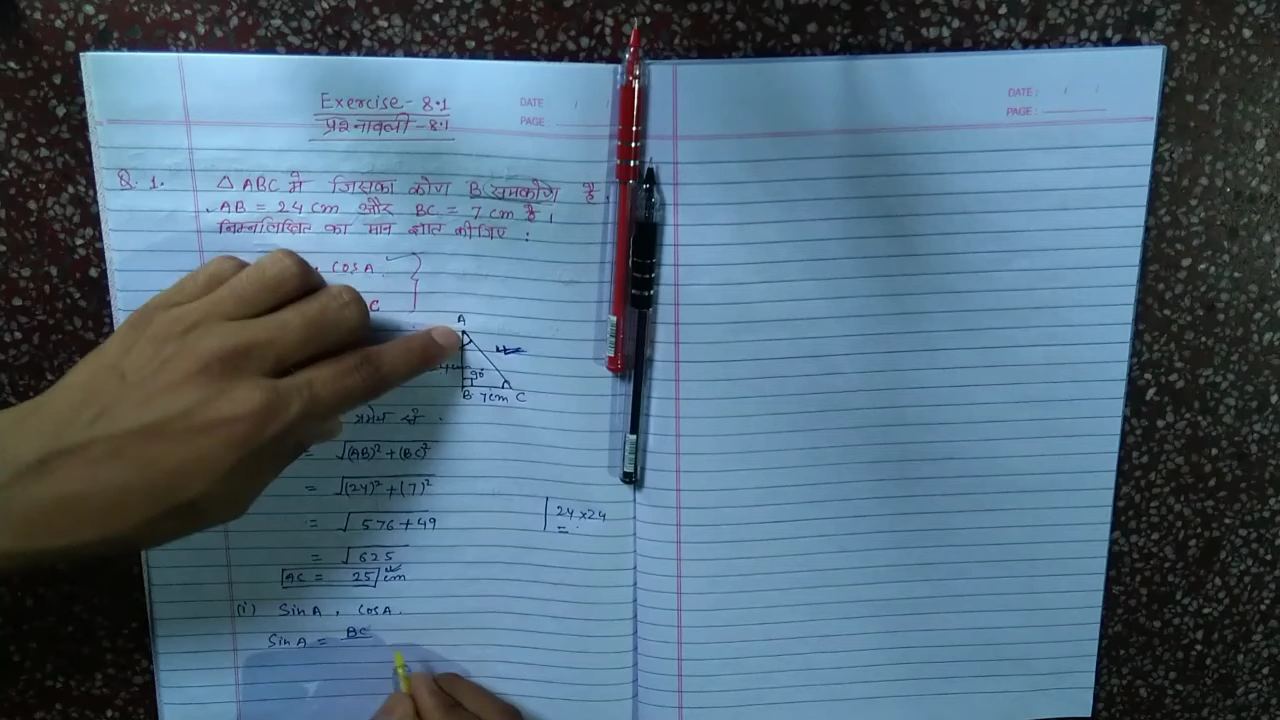 Exercise - 8.1
प्रश्नावली - 8.1
DATE
PAGE
DATE :
PAGE :
Q. 1. △ ABC में जिसका कोण B (समकोण है,
AB = 24 cm और BC = 7 cm है,
निम्नलिखित का मान ज्ञात कीजिए :
, COS A
C
A
90°
B 7cm C
प्रमेय से
= √(AB)² + (BC)²
= √(24)² + (7)²
= √576 + 49
24 × 24
=
= √625
AC = 25 cm
(i) Sin A , Cos A.
Sin A = BC